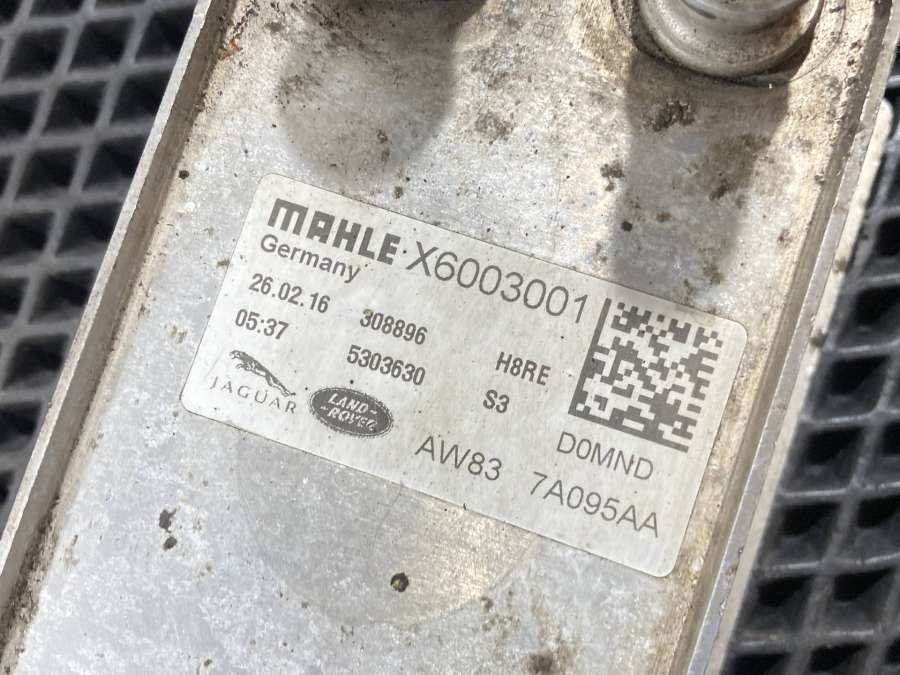 MAHLE X6003001
Germany
26.02.16 308896 H8RE
05:37 5303630 S3
JAGUAR LAND-ROVER D0MND
AW83 7A095AA